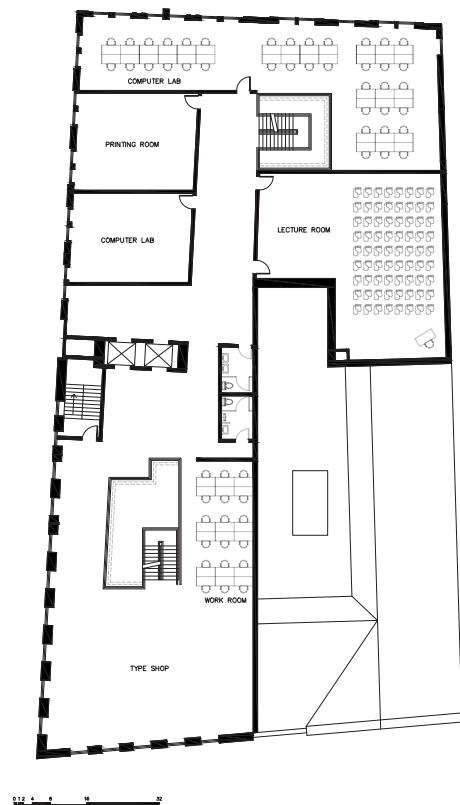 COMPUTER LAB
PRINTING ROOM
COMPUTER LAB
LECTURE ROOM
WORK ROOM
TYPE SHOP
0 1 2 4 8 16 32